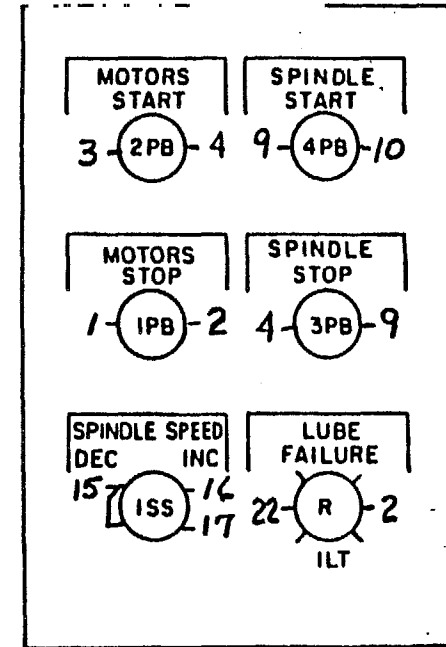 MOTORS START
3 2PB 4
SPINDLE START
9 4PB 10
MOTORS STOP
1 1PB 2
SPINDLE STOP
4 3PB 9
SPINDLE SPEED
DEC INC
15 1SS 16
17
LUBE FAILURE
22 R 2
1LT